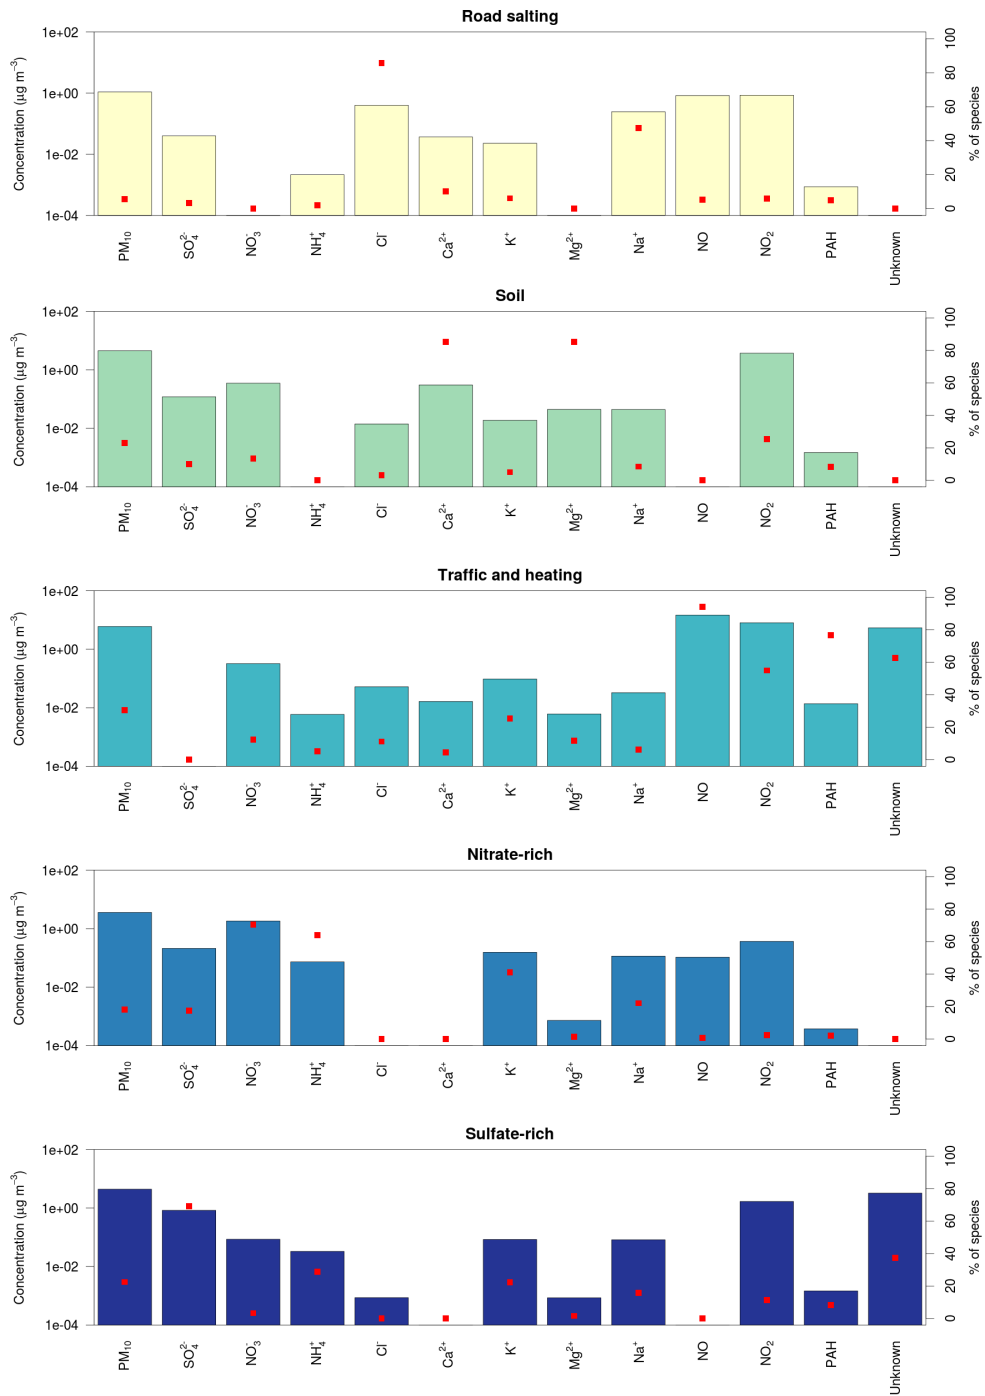 Road salting
Concentration (µg m⁻³)
1e+02
1e+00
1e-02
1e-04
100
80
60
40
20
0
% of species
PM₁₀ SO₄²⁻ NO₃⁻ NH₄⁺ Cl⁻ Ca²⁺ K⁺ Mg²⁺ Na⁺ NO NO₂ PAH Unknown
Soil
Concentration (µg m⁻³)
1e+02
1e+00
1e-02
1e-04
100
80
60
40
20
0
% of species
PM₁₀ SO₄²⁻ NO₃⁻ NH₄⁺ Cl⁻ Ca²⁺ K⁺ Mg²⁺ Na⁺ NO NO₂ PAH Unknown
Traffic and heating
Concentration (µg m⁻³)
1e+02
1e+00
1e-02
1e-04
100
80
60
40
20
0
% of species
PM₁₀ SO₄²⁻ NO₃⁻ NH₄⁺ Cl⁻ Ca²⁺ K⁺ Mg²⁺ Na⁺ NO NO₂ PAH Unknown
Nitrate-rich
Concentration (µg m⁻³)
1e+02
1e+00
1e-02
1e-04
100
80
60
40
20
0
% of species
PM₁₀ SO₄²⁻ NO₃⁻ NH₄⁺ Cl⁻ Ca²⁺ K⁺ Mg²⁺ Na⁺ NO NO₂ PAH Unknown
Sulfate-rich
Concentration (µg m⁻³)
1e+02
1e+00
1e-02
1e-04
100
80
60
40
20
0
% of species
PM₁₀ SO₄²⁻ NO₃⁻ NH₄⁺ Cl⁻ Ca²⁺ K⁺ Mg²⁺ Na⁺ NO NO₂ PAH Unknown